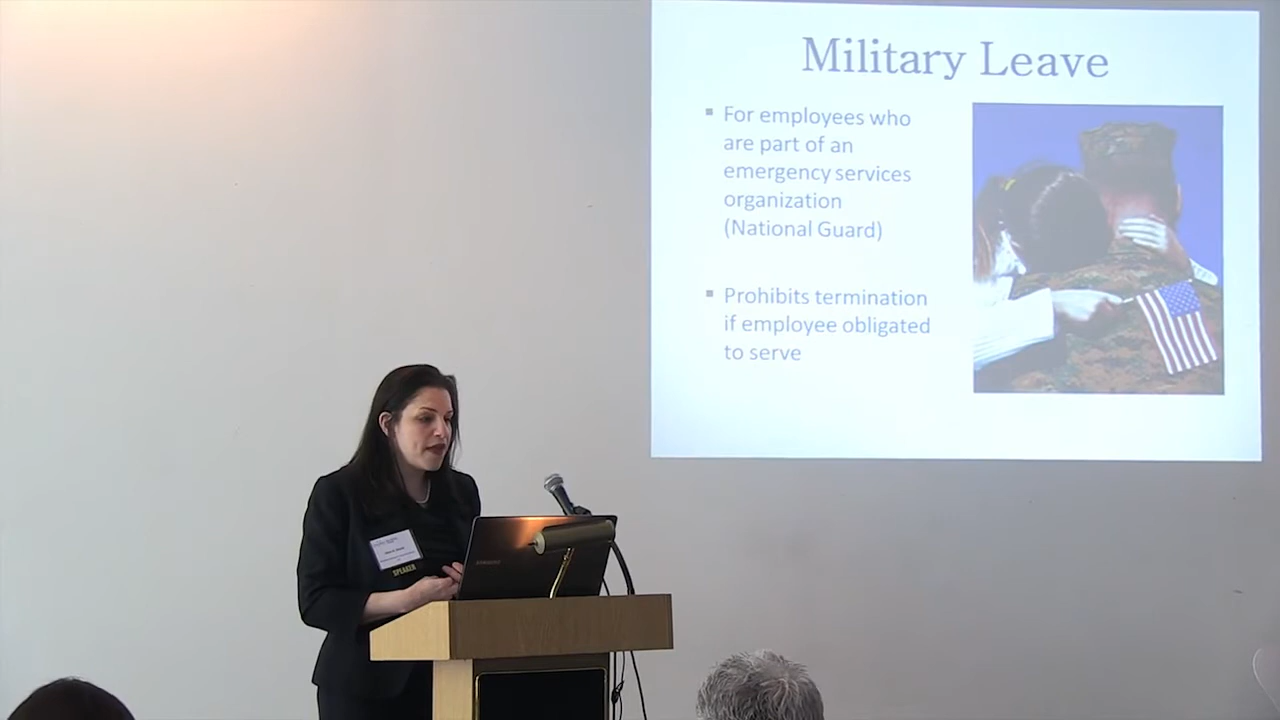 Military Leave
▪ For employees who
are part of an
emergency services
organization
(National Guard)
▪ Prohibits termination
if employee obligated
to serve
SPEAKER
SAMSUNG